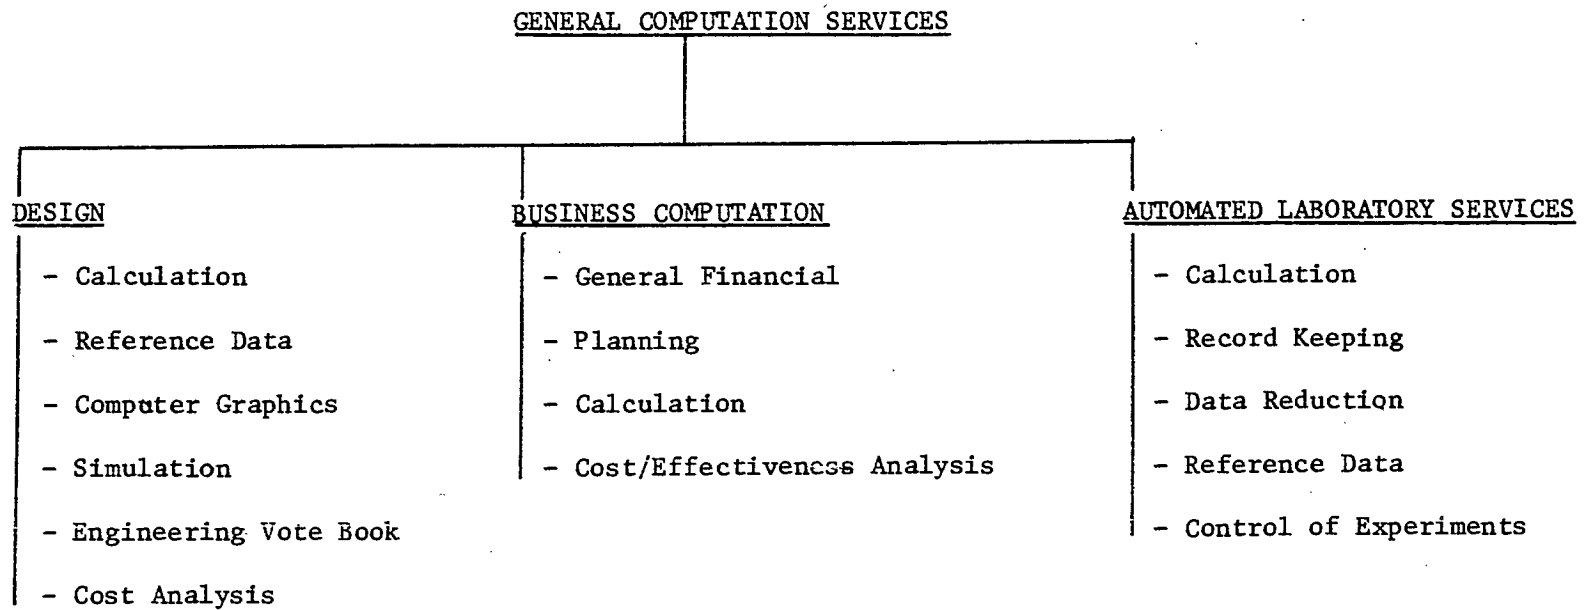 GENERAL COMPUTATION SERVICES
DESIGN
- Calculation
- Reference Data
- Computer Graphics
- Simulation
- Engineering Vote Book
- Cost Analysis
BUSINESS COMPUTATION
- General Financial
- Planning
- Calculation
- Cost/Effectiveness Analysis
AUTOMATED LABORATORY SERVICES
- Calculation
- Record Keeping
- Data Reduction
- Reference Data
- Control of Experiments